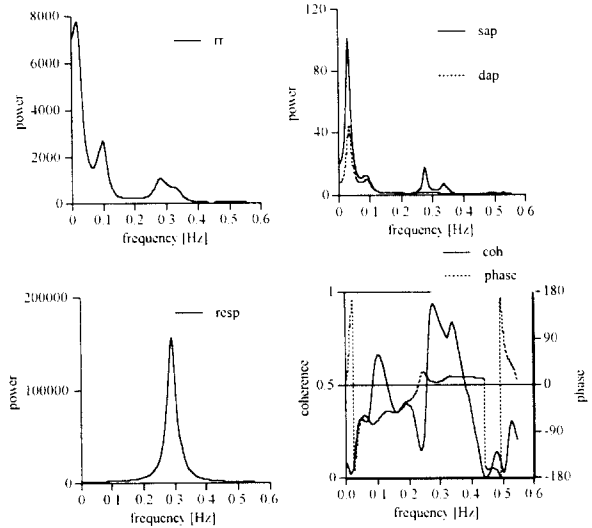 8000
6000
4000
2000
0
power
rr
0 0.1 0.2 0.3 0.4 0.5 0.6
frequency [Hz]
120
80
40
0
power
sap
dap
0 0.1 0.2 0.3 0.4 0.5 0.6
frequency [Hz]
200000
100000
0
power
resp
0 0.1 0.2 0.3 0.4 0.5 0.6
frequency [Hz]
coh
phase
1
0.5
0
coherence
180
90
0
-90
-180
phase
0.0 0.1 0.2 0.3 0.4 0.5 0.6
frequency [Hz]